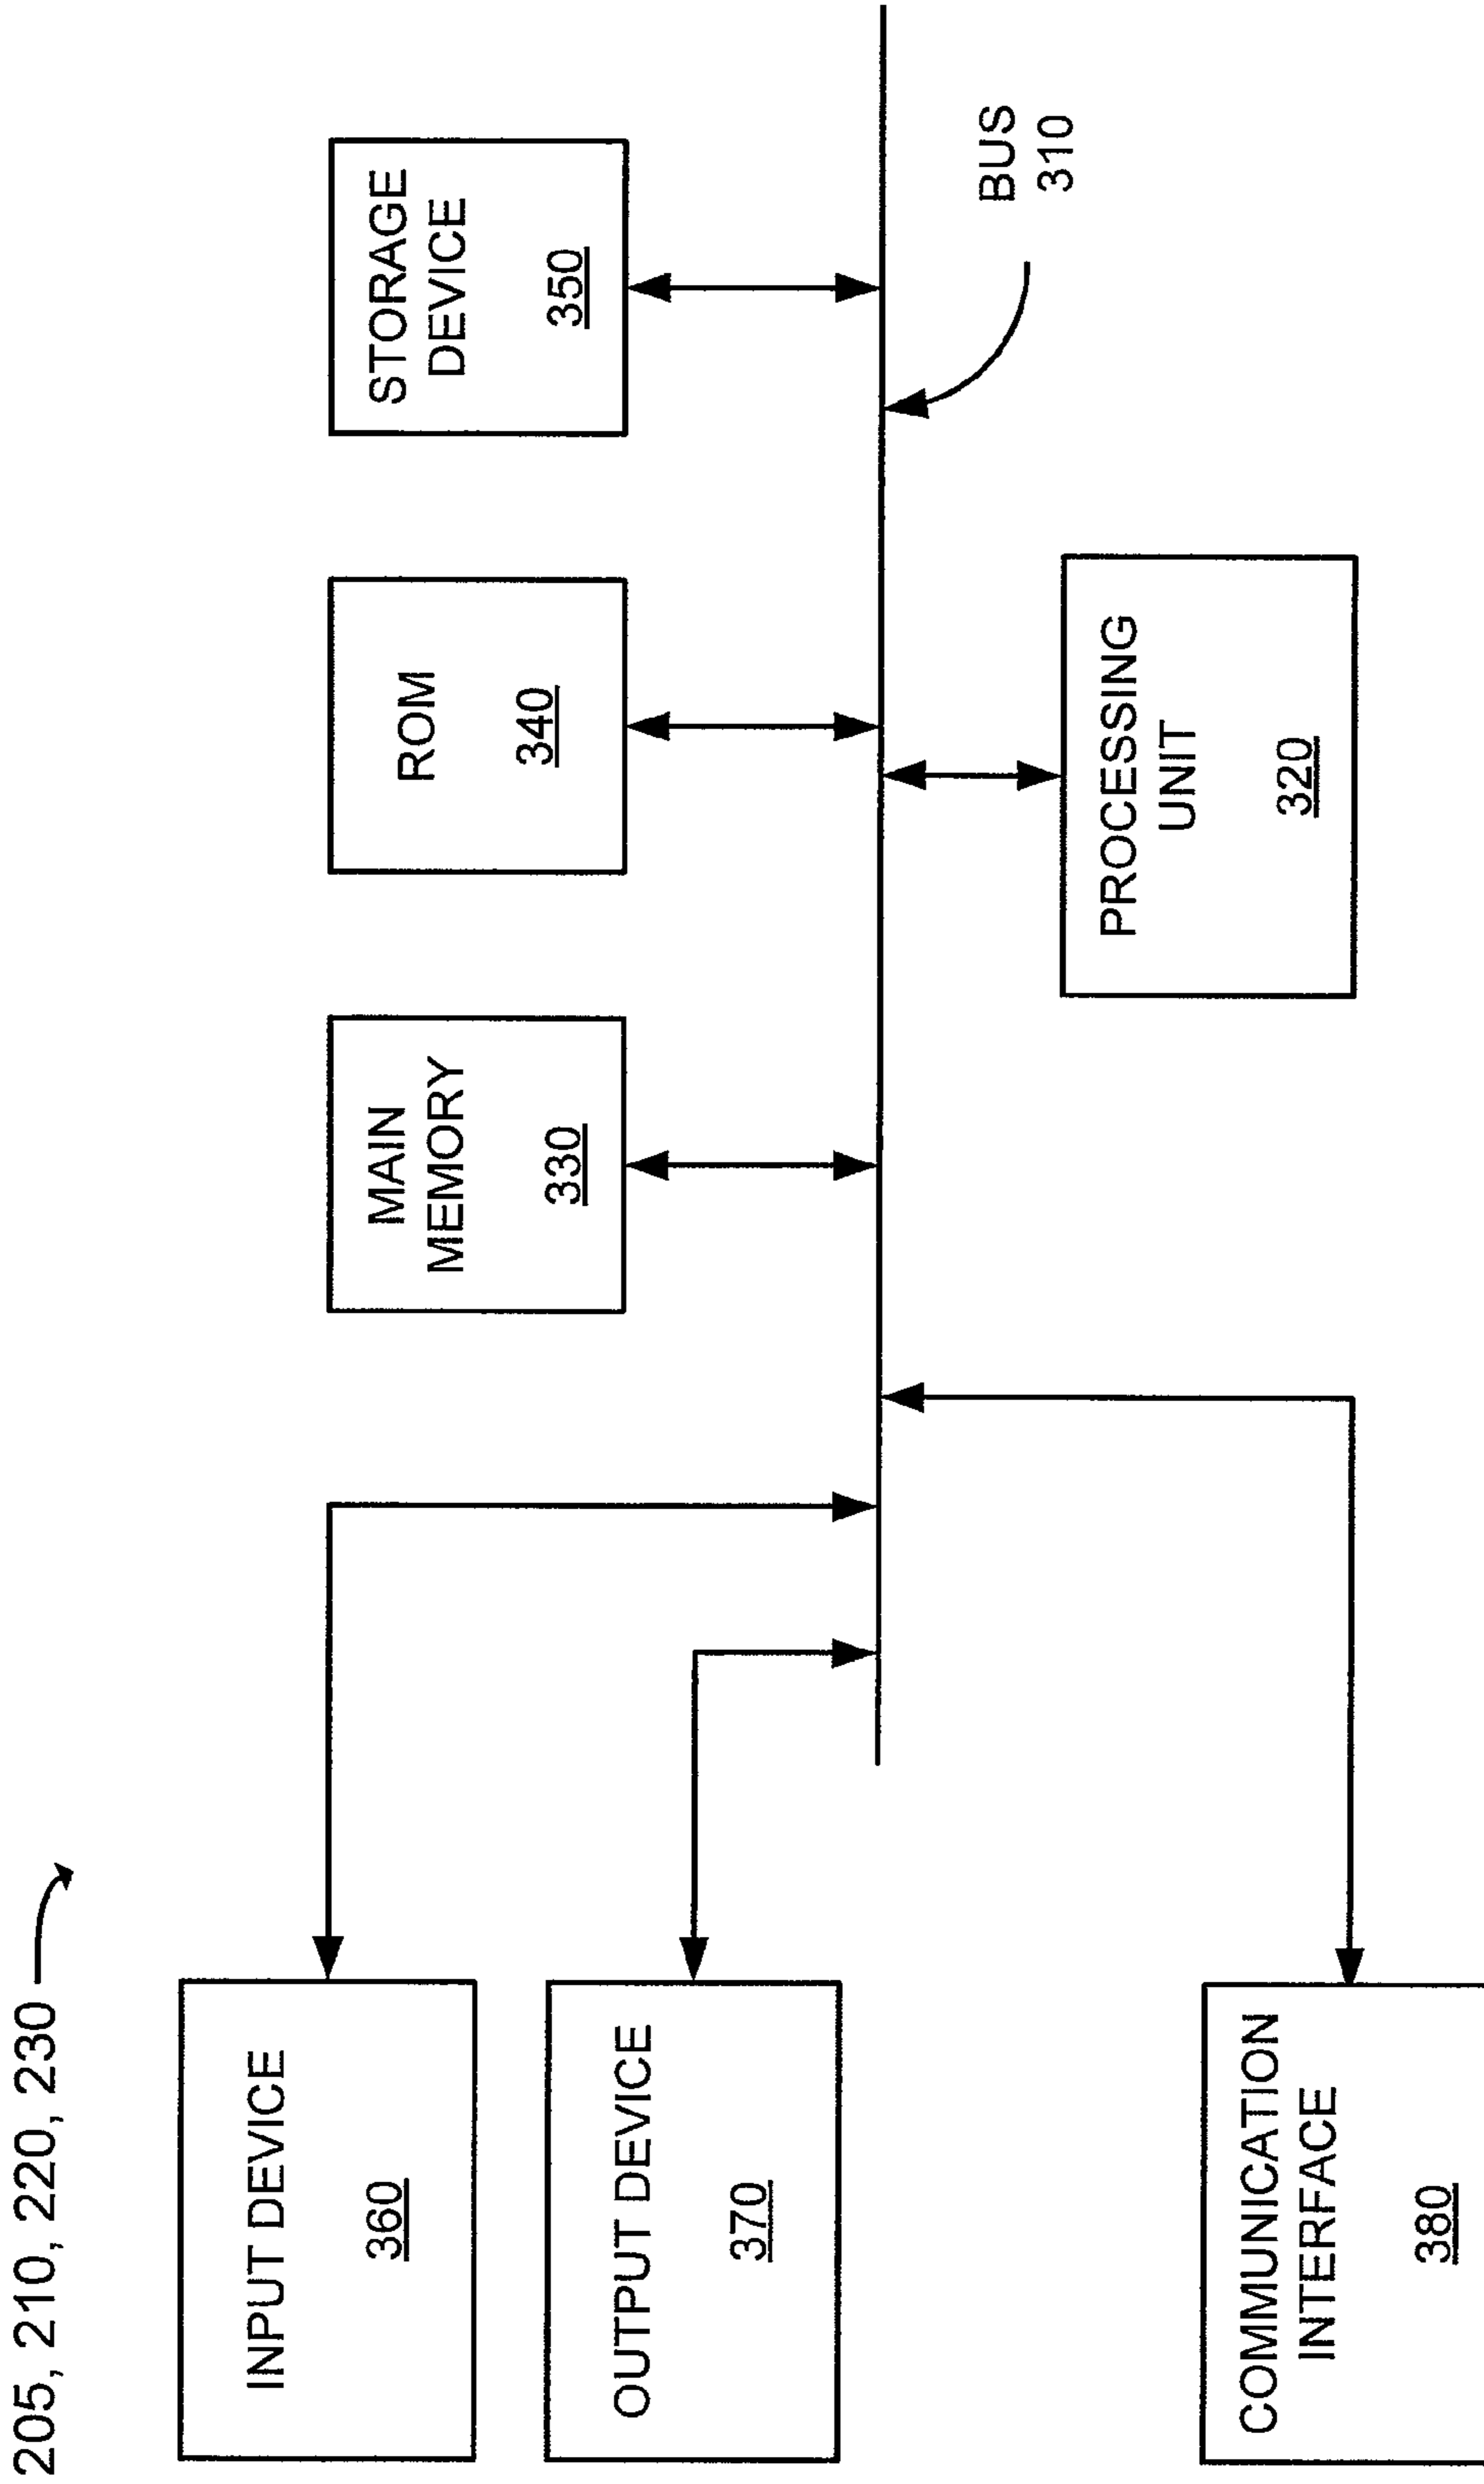 205, 210, 220, 230
INPUT DEVICE
360
OUTPUT DEVICE
370
COMMUNICATION
INTERFACE
380
MAIN
MEMORY
330
ROM
340
STORAGE
DEVICE
350
PROCESSING
UNIT
320
BUS
310